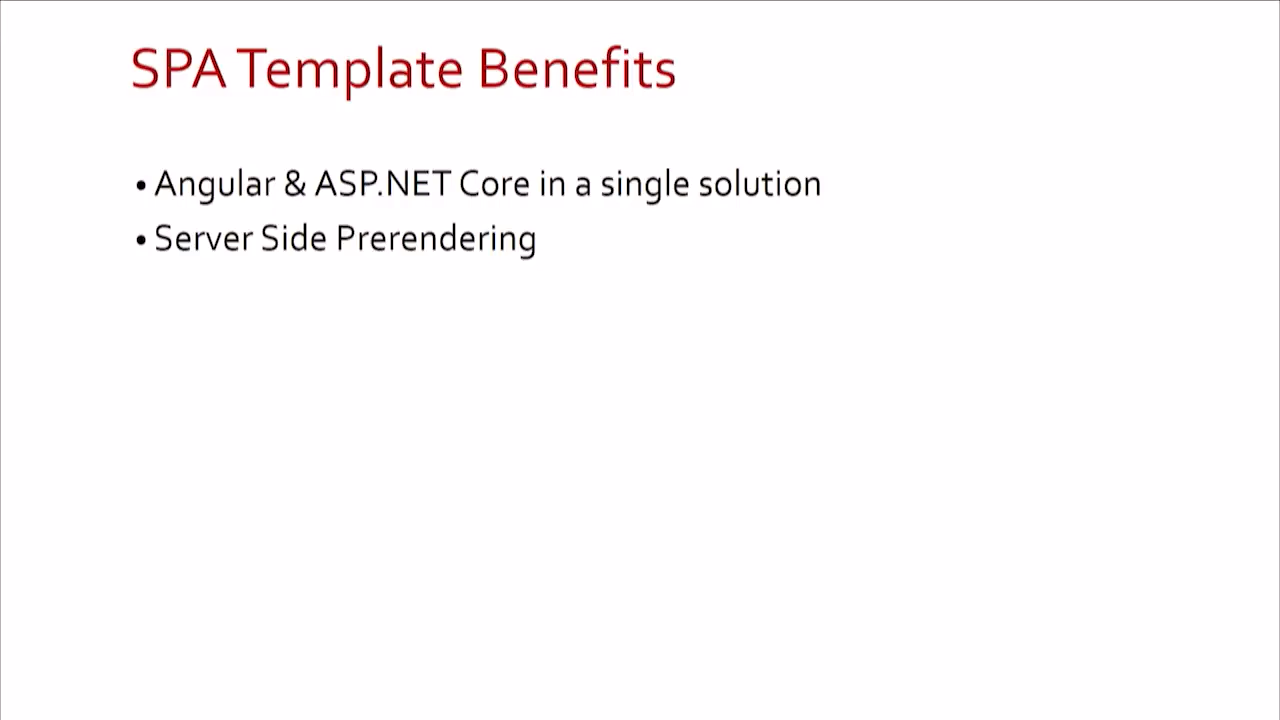 SPA Template Benefits
• Angular & ASP.NET Core in a single solution
• Server Side Prerendering